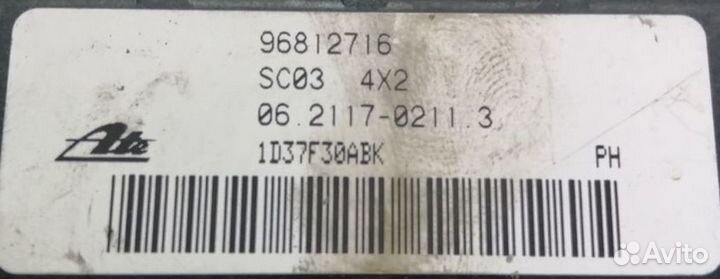 96812716
SC03 4X2
06.2117-0211.3
Ate
1D37F30ABK PH
Avito